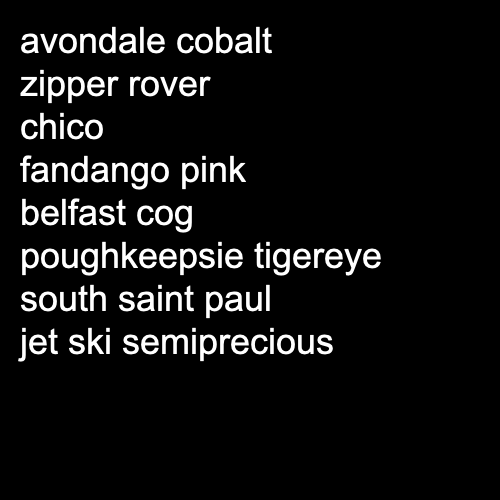 avondale cobalt
zipper rover
chico
fandango pink
belfast cog
poughkeepsie tigereye
south saint paul
jet ski semiprecious